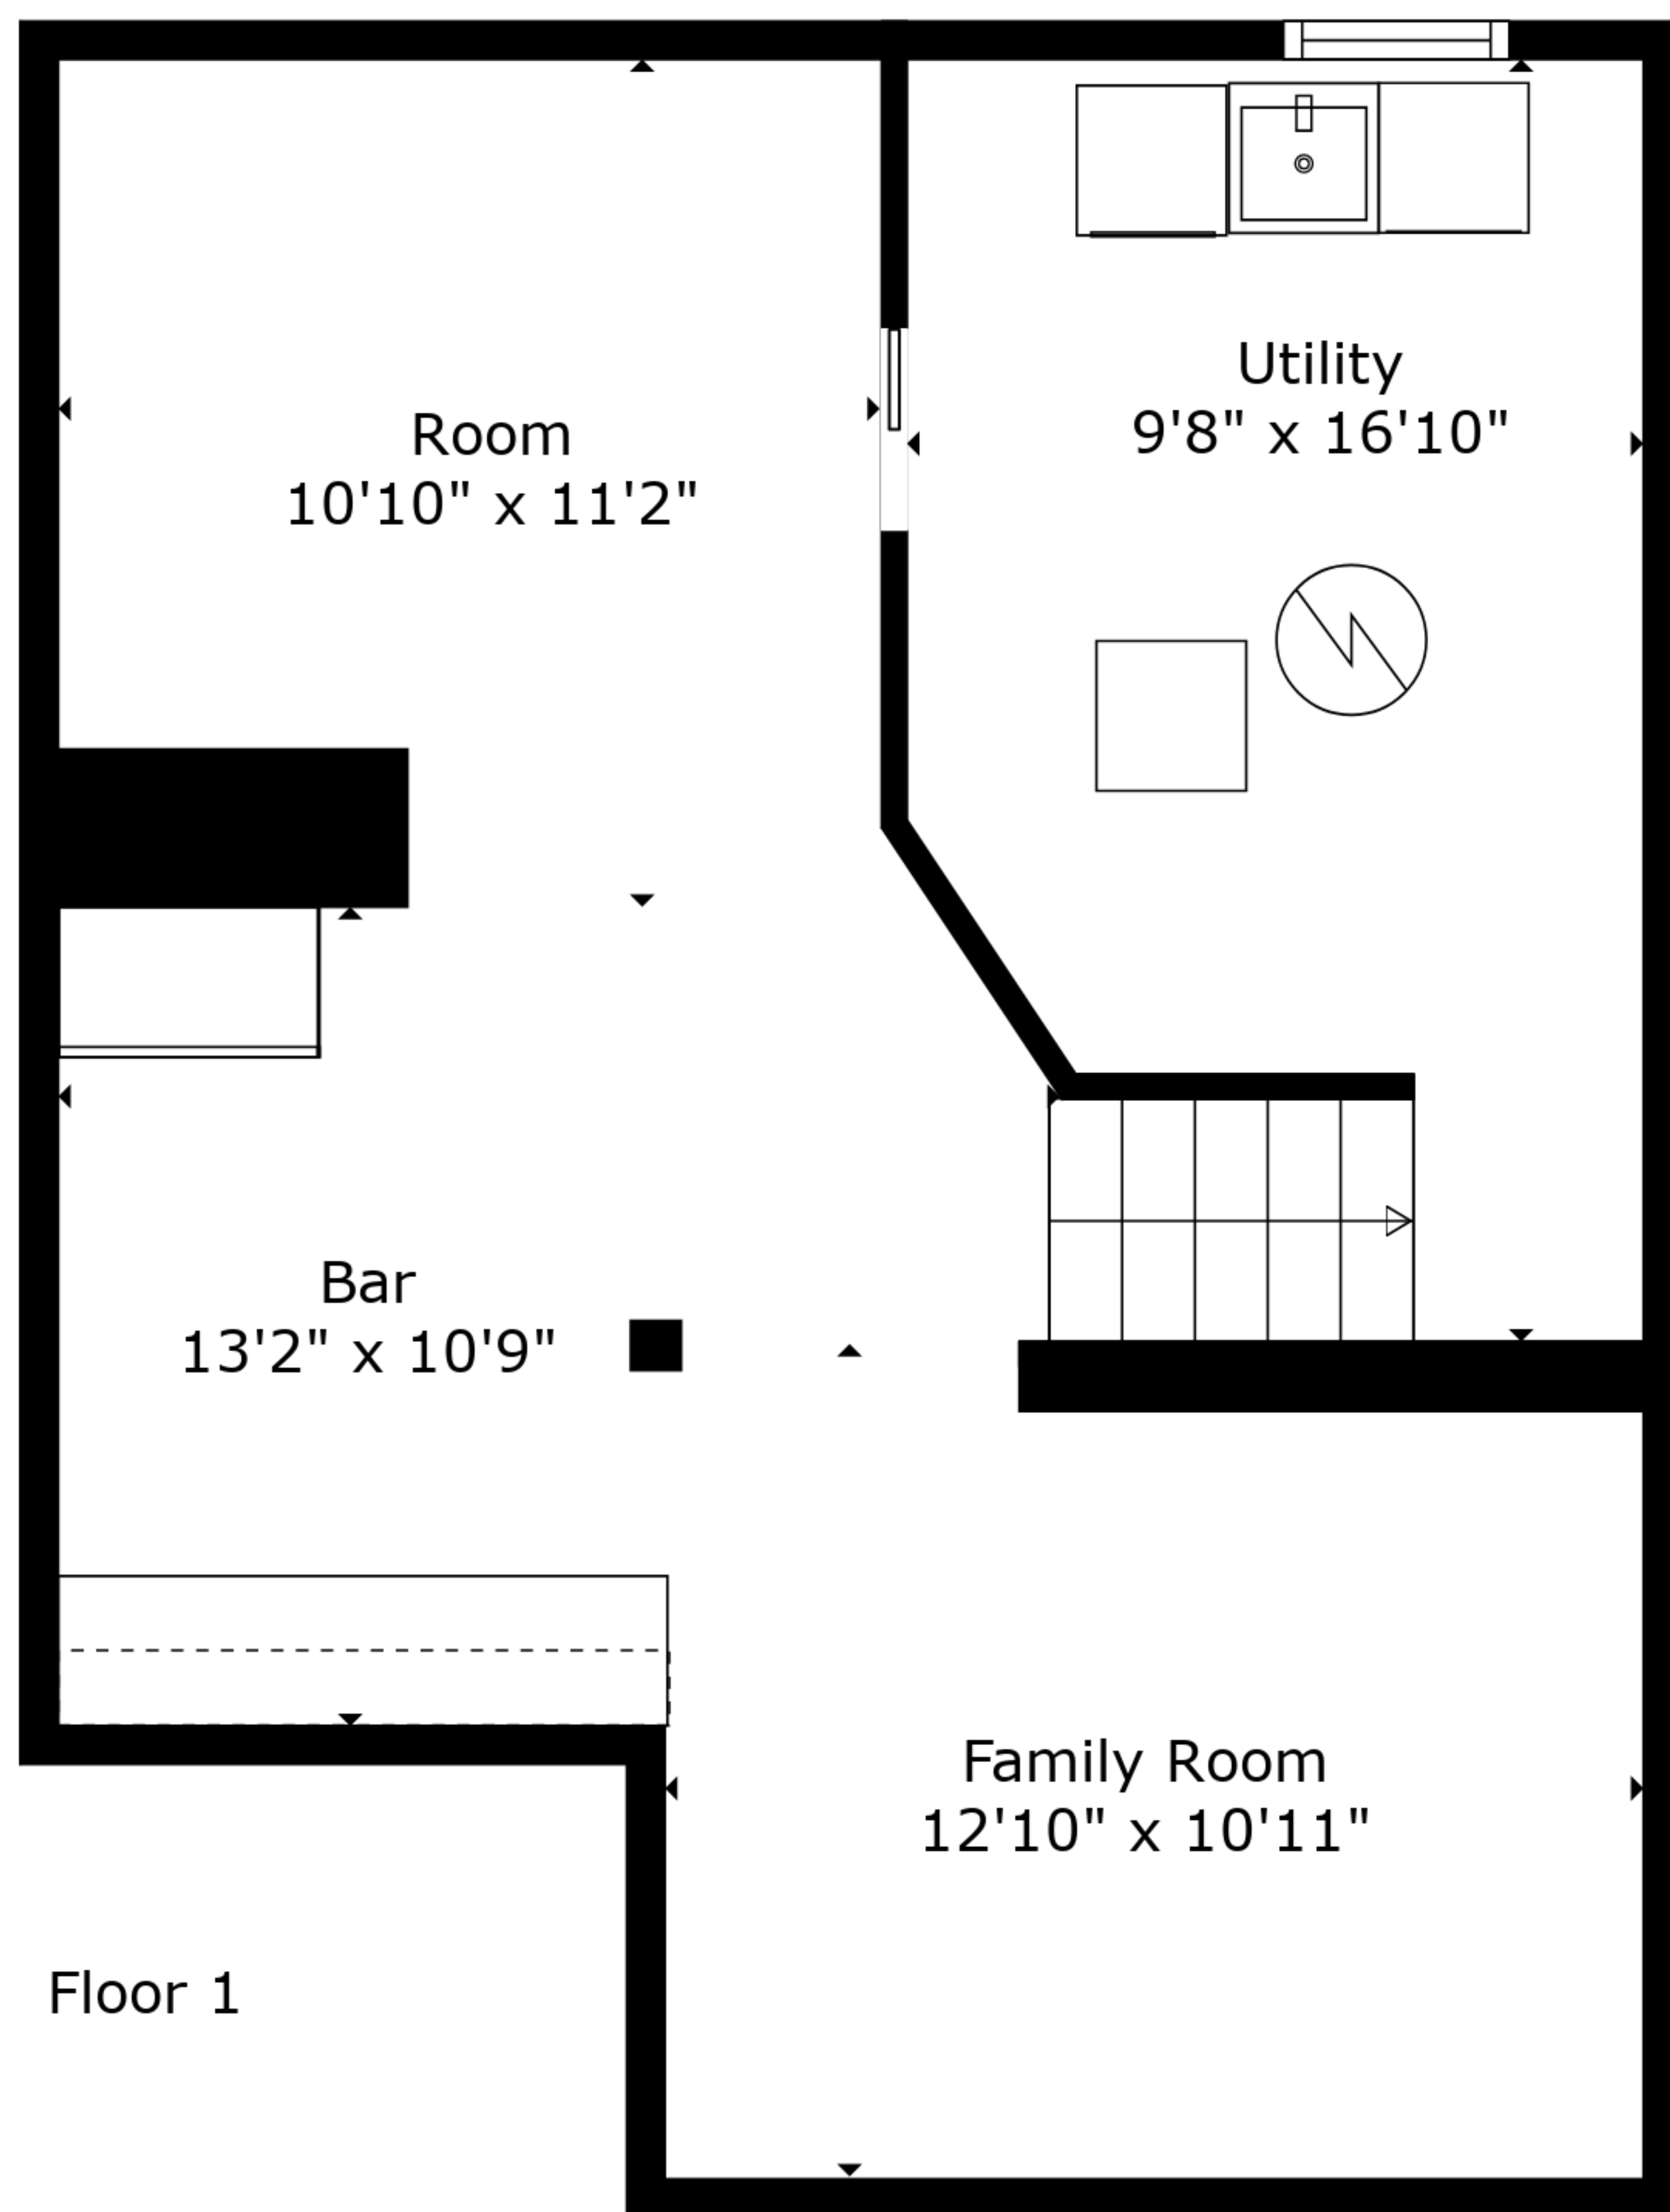 Utility
9'8" x 16'10"
Room
10'10" x 11'2"
Bar
13'2" x 10'9"
Family Room
12'10" x 10'11"
Floor 1